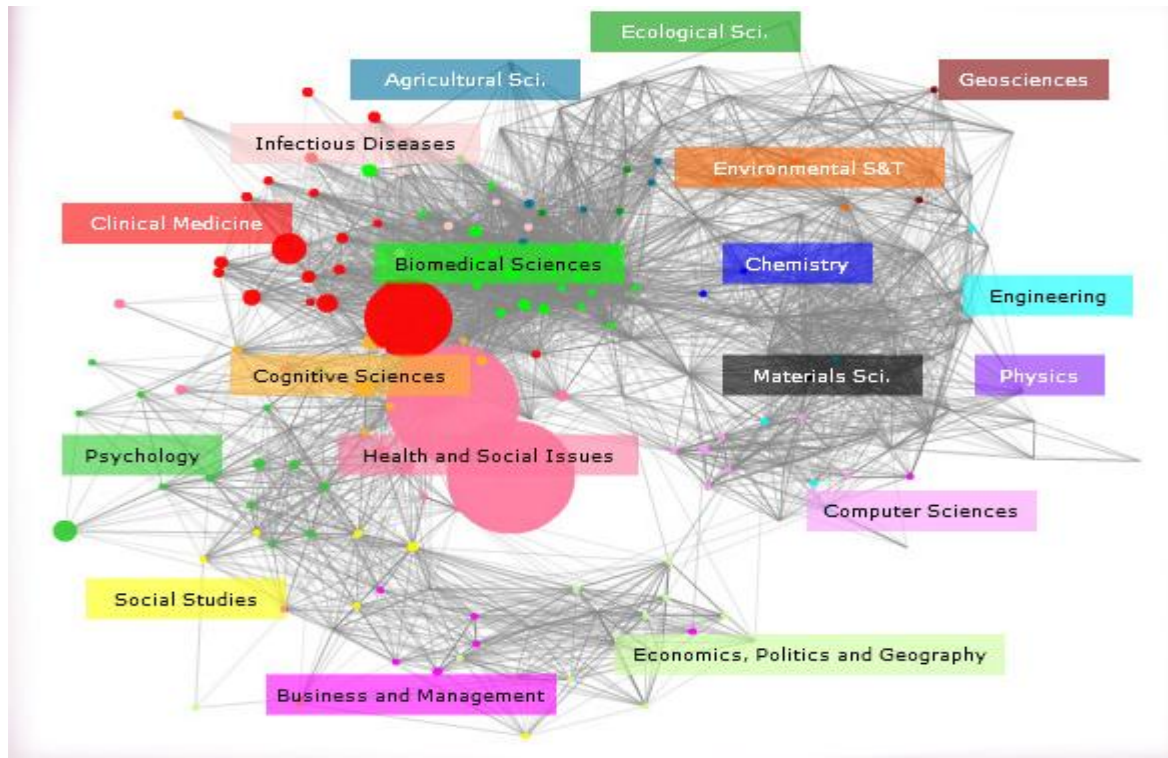 Ecological Sci.
Agricultural Sci.
Geosciences
Infectious Diseases
Environmental S&T
Clinical Medicine
Biomedical Sciences
Chemistry
Engineering
Cognitive Sciences
Materials Sci.
Physics
Psychology
Health and Social Issues
Computer Sciences
Social Studies
Economics, Politics and Geography
Business and Management